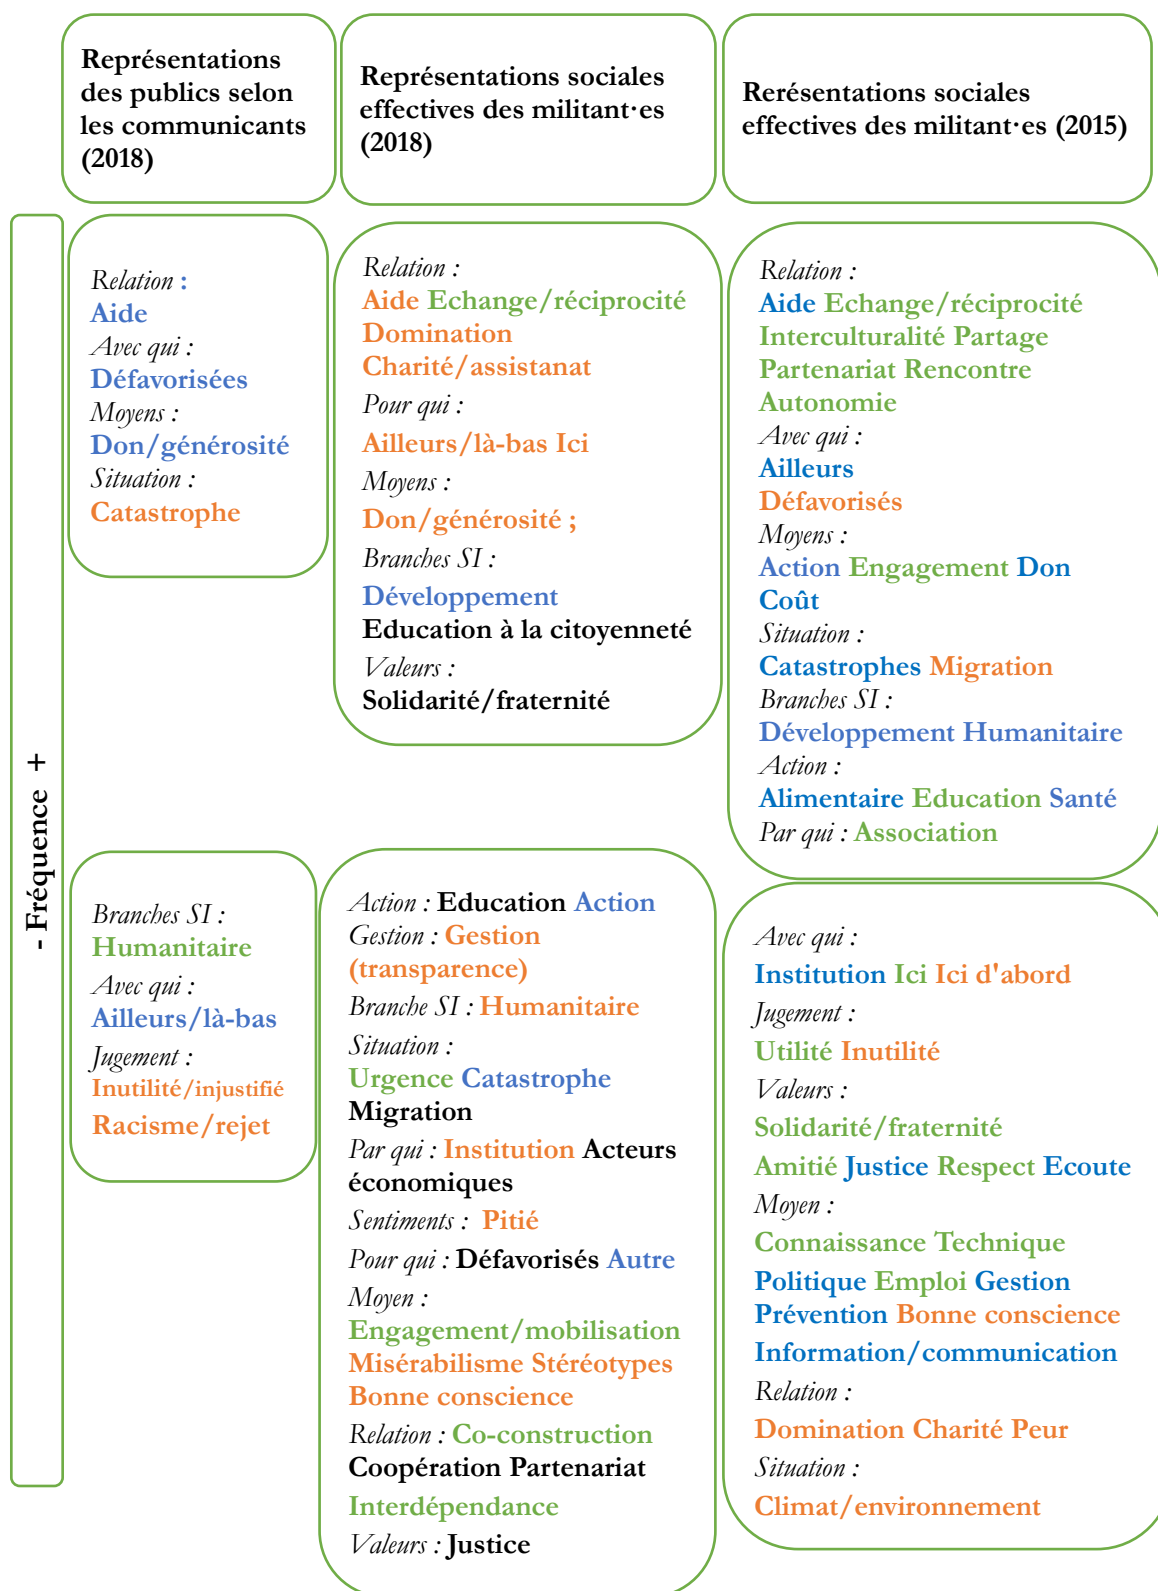 Représentations
des publics selon
les communicants
(2018)
Représentations sociales
effectives des militant·es
(2018)
Rerésentations sociales
effectives des militant·es (2015)
- Fréquence +
Relation :
Aide
Avec qui :
Défavorisées
Moyens :
Don/générosité
Situation :
Catastrophe
Relation :
Aide Echange/réciprocité
Domination
Charité/assistanat
Pour qui :
Ailleurs/là-bas Ici
Moyens :
Don/générosité ;
Branches SI :
Développement
Education à la citoyenneté
Valeurs :
Solidarité/fraternité
Relation :
Aide Echange/réciprocité
Interculturalité Partage
Partenariat Rencontre
Autonomie
Avec qui :
Ailleurs
Défavorisés
Moyens :
Action Engagement Don
Coût
Situation :
Catastrophes Migration
Branches SI :
Développement Humanitaire
Action :
Alimentaire Education Santé
Par qui : Association
Branches SI :
Humanitaire
Avec qui :
Ailleurs/là-bas
Jugement :
Inutilité/injustifié
Racisme/rejet
Action : Education Action
Gestion : Gestion
(transparence)
Branche SI : Humanitaire
Situation :
Urgence Catastrophe
Migration
Par qui : Institution Acteurs
économiques
Sentiments : Pitié
Pour qui : Défavorisés Autre
Moyen :
Engagement/mobilisation
Misérabilisme Stéréotypes
Bonne conscience
Relation : Co-construction
Coopération Partenariat
Interdépendance
Valeurs : Justice
Avec qui :
Institution Ici Ici d'abord
Jugement :
Utilité Inutilité
Valeurs :
Solidarité/fraternité
Amitié Justice Respect Ecoute
Moyen :
Connaissance Technique
Politique Emploi Gestion
Prévention Bonne conscience
Information/communication
Relation :
Domination Charité Peur
Situation :
Climat/environnement